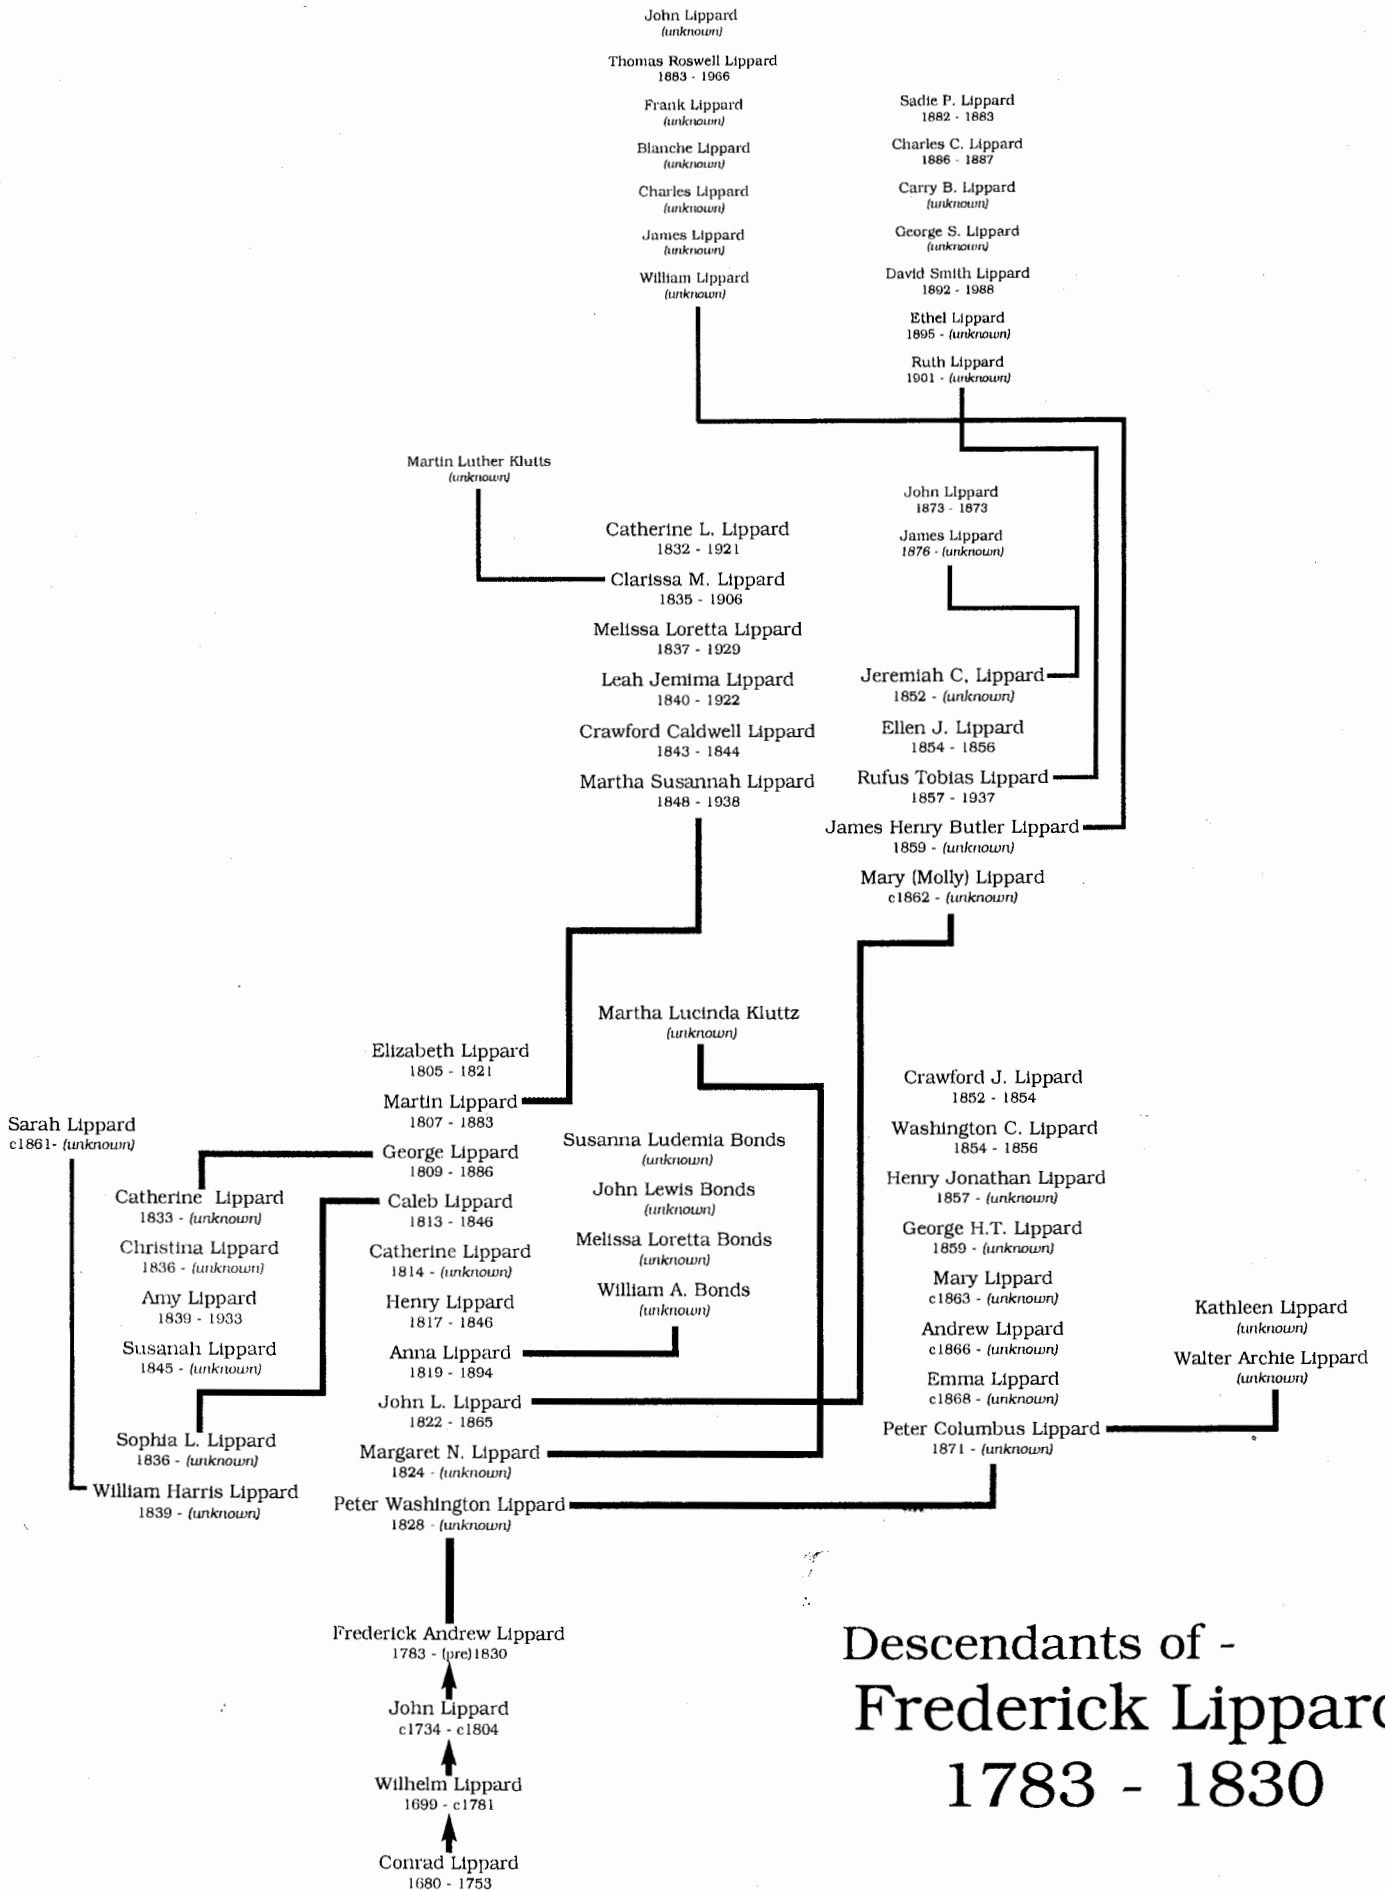 John Lippard
(unknown)
Thomas Roswell Lippard
1883 - 1966
Frank Lippard
(unknown)
Blanche Lippard
(unknown)
Charles Lippard
(unknown)
James Lippard
(unknown)
William Lippard
(unknown)
Sadie P. Lippard
1882 - 1883
Charles C. Lippard
1886 - 1887
Carry B. Lippard
(unknown)
George S. Lippard
(unknown)
David Smith Lippard
1892 - 1988
Ethel Lippard
1895 - (unknown)
Ruth Lippard
1901 - (unknown)
Martin Luther Klutts
(unknown)
Catherine L. Lippard
1832 - 1921
Clarissa M. Lippard
1835 - 1906
Melissa Loretta Lippard
1837 - 1929
Leah Jemima Lippard
1840 - 1922
Crawford Caldwell Lippard
1843 - 1844
Martha Susannah Lippard
1848 - 1938
John Lippard
1873 - 1873
James Lippard
1876 - (unknown)
Jeremiah C, Lippard
1852 - (unknown)
Ellen J. Lippard
1854 - 1856
Rufus Tobias Lippard
1857 - 1937
James Henry Butler Lippard
1859 - (unknown)
Mary (Molly) Lippard
c1862 - (unknown)
Sarah Lippard
c1861- (unknown)
Catherine Lippard
1833 - (unknown)
Christina Lippard
1836 - (unknown)
Amy Lippard
1839 - 1933
Susanah Lippard
1845 - (unknown)
Sophia L. Lippard
1836 - (unknown)
William Harris Lippard
1839 - (unknown)
Elizabeth Lippard
1805 - 1821
Martin Lippard
1807 - 1883
George Lippard
1809 - 1886
Caleb Lippard
1813 - 1846
Catherine Lippard
1814 - (unknown)
Henry Lippard
1817 - 1846
Anna Lippard
1819 - 1894
John L. Lippard
1822 - 1865
Margaret N. Lippard
1824 - (unknown)
Peter Washington Lippard
1828 - (unknown)
Martha Lucinda Kluttz
(unknown)
Susanna Ludemia Bonds
(unknown)
John Lewis Bonds
(unknown)
Melissa Loretta Bonds
(unknown)
William A. Bonds
(unknown)
Crawford J. Lippard
1852 - 1854
Washington C. Lippard
1854 - 1856
Henry Jonathan Lippard
1857 - (unknown)
George H.T. Lippard
1859 - (unknown)
Mary Lippard
c1863 - (unknown)
Andrew Lippard
c1866 - (unknown)
Emma Lippard
c1868 - (unknown)
Peter Columbus Lippard
1871 - (unknown)
Kathleen Lippard
(unknown)
Walter Archie Lippard
(unknown)
Frederick Andrew Lippard
1783 - (pre)1830
John Lippard
c1734 - c1804
Wilhelm Lippard
1699 - c1781
Conrad Lippard
1680 - 1753
Descendants of -
Frederick Lippard
1783 - 1830